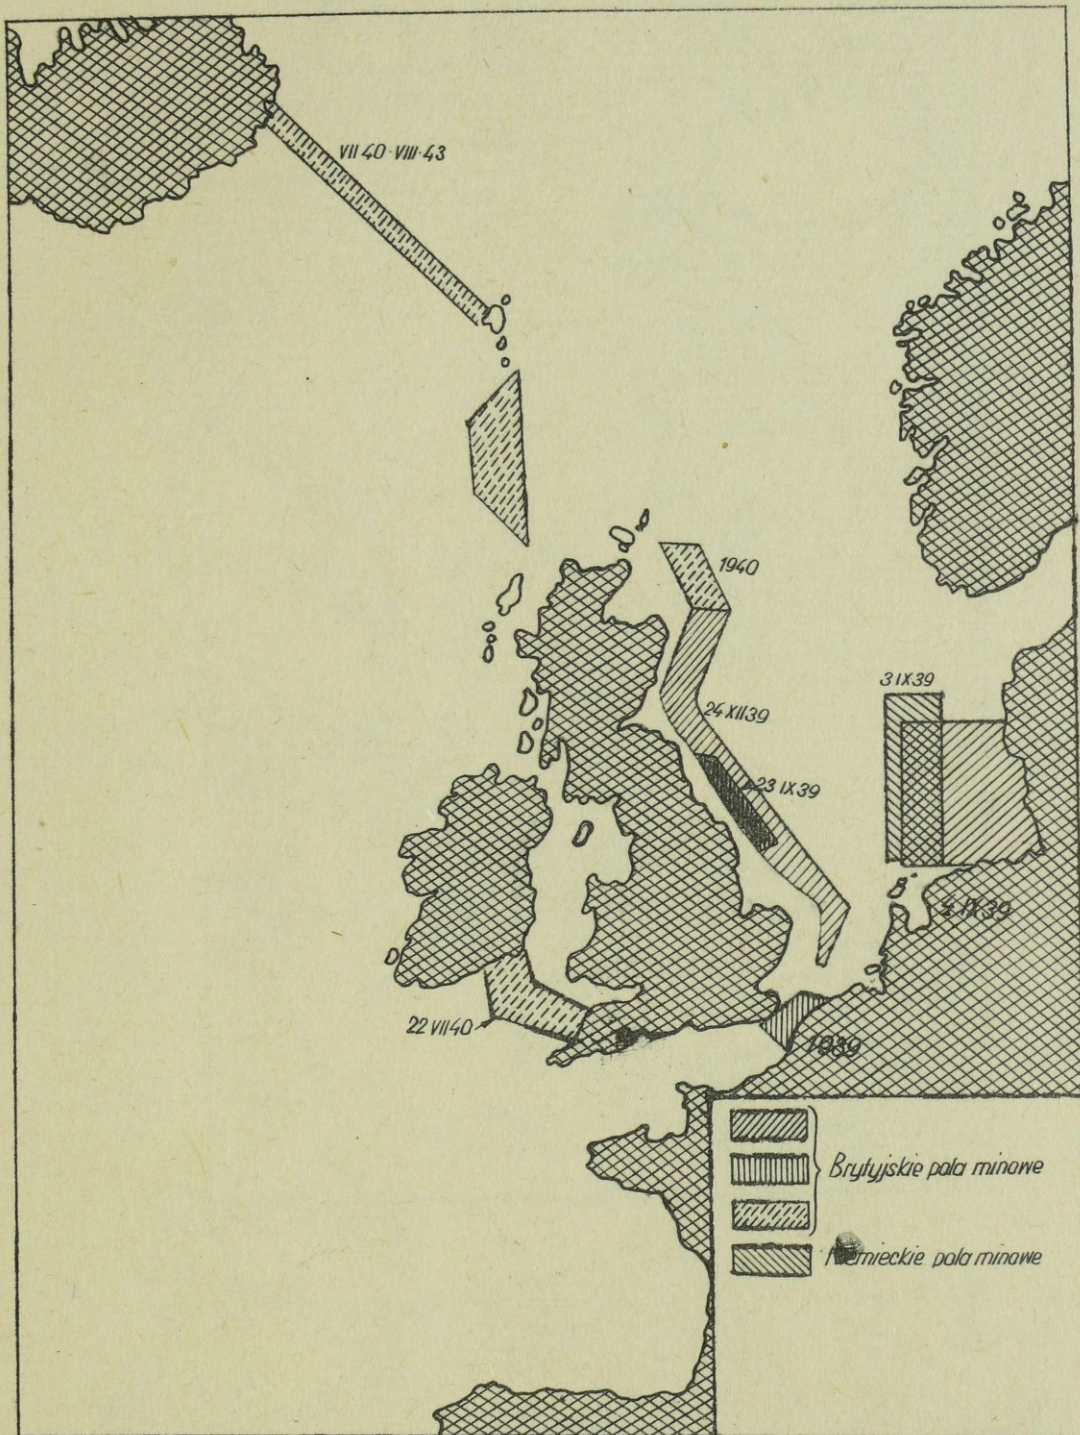 VII 40-VIII-43
1940
3 IX 39
24 XII 39
23 IX 39
4 IX 39
22 VII 40
1939
Brytyjskie pola minowe
Niemieckie pola minowe